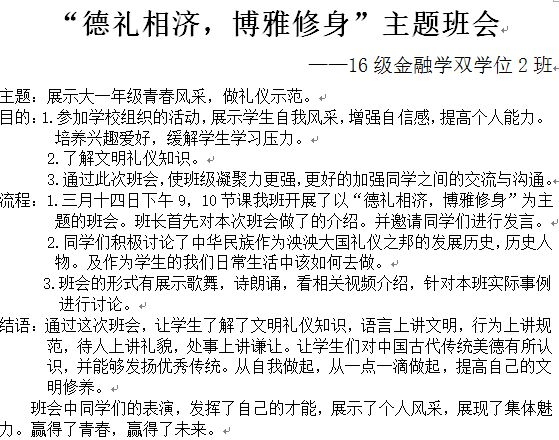 “德礼相济，博雅修身”主题班会
——16级金融学双学位2班
主题：展示大一年级青春风采，做礼仪示范。
目的：1.参加学校组织的活动，展示学生自我风采，增强自信感，提高个人能力。
培养兴趣爱好，缓解学生学习压力。
2.了解文明礼仪知识。
3.通过此次班会，使班级凝聚力更强，更好的加强同学之间的交流与沟通。
流程：1.三月十四日下午9，10节课我班开展了以“德礼相济，博雅修身”为主
题的班会。班长首先对本次班会做了的介绍。并邀请同学们进行发言。
2.同学们积极讨论了中华民族作为泱泱大国礼仪之邦的发展历史，历史人
物。及作为学生的我们日常生活中该如何去做。
3.班会的形式有展示歌舞，诗朗诵，看相关视频介绍，针对本班实际事例
进行讨论。
结语：通过这次班会，让学生了解了文明礼仪知识，语言上讲文明，行为上讲规
范，待人上讲礼貌，处事上讲谦让。让学生们对中国古代传统美德有所认
识，并能够发扬优秀传统。从自我做起，从一点一滴做起，提高自己的文
明修养。
班会中同学们的表演，发挥了自己的才能，展示了个人风采，展现了集体魅
力。赢得了青春，赢得了未来。